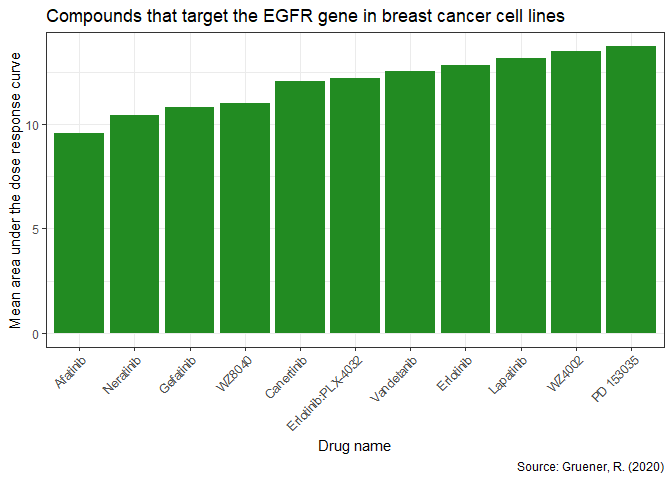 Compounds that target the EGFR gene in breast cancer cell lines
Mean area under the dose response curve
10
5
0
Afatinib
Neratinib
Gefatinib
WZ8040
Canertinib
Erlotinib:PLX-4032
Vandetanib
Erlotinib
Lapatinib
WZ4002
PD 153035
Drug name
Source: Gruener, R. (2020)